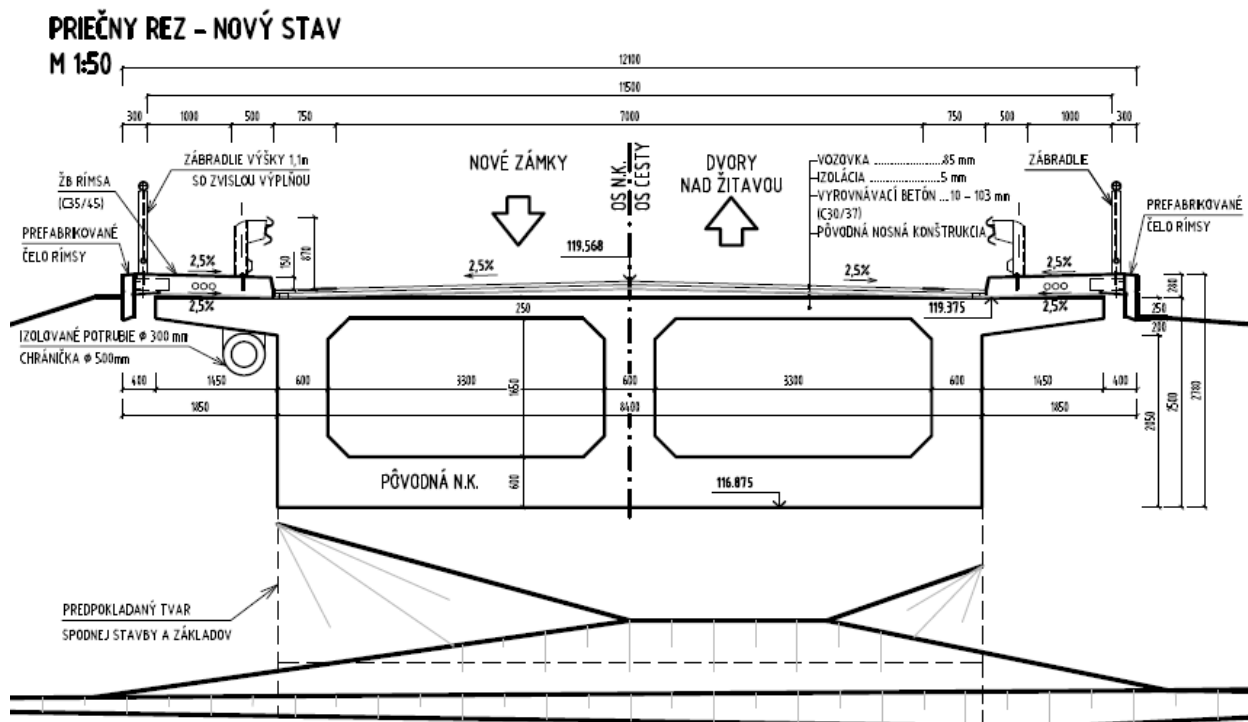 PRIEČNY REZ - NOVÝ STAV
M 1:50
12100
11500
300
1000
500
750
7000
750
500
1000
300
ZÁBRADLIE VÝŠKY 1,1m
SO ZVISLOU VÝPLŇOU
NOVÉ ZÁMKY
OS N.K.
OS CESTY
DVORY
NAD ŽITAVOU
VOZOVKA ................85 mm
IZOLÁCIA ................5 mm
VYROVNÁVACÍ BETÓN ...10 - 103 mm
(C30/37)
PÔVODNÁ NOSNÁ KONŠTRUKCIA
ZÁBRADLIE
ŽB RÍMSA
(C35/45)
PREFABRIKOVANÉ
ČELO RÍMSY
PREFABRIKOVANÉ
ČELO RÍMSY
150
870
119.568
2,5%
2,5%
2,5%
2,5%
2,5%
2,5%
250
119.375
280
250
200
IZOLOVANÉ POTRUBIE ϕ 300 mm
CHRÁNIČKA ϕ 500mm
400
1450
600
3300
1650
600
3300
600
1450
400
1850
8400
1850
2050
2500
2780
PÔVODNÁ N.K.
600
116.875
PREDPOKLADANÝ TVAR
SPODNEJ STAVBY A ZÁKLADOV